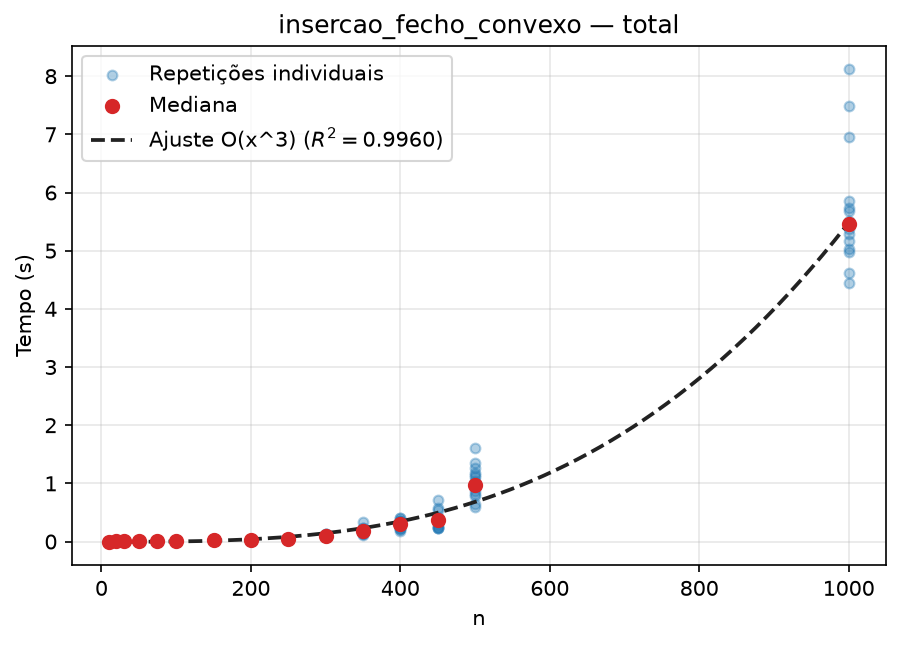 insercao_fecho_convexo — total
Repetições individuais
Mediana
Ajuste O(x^3) ($R^2 = 0.9960$)
Tempo (s)
8
7
6
5
4
3
2
1
0
0 200 400 600 800 1000
n